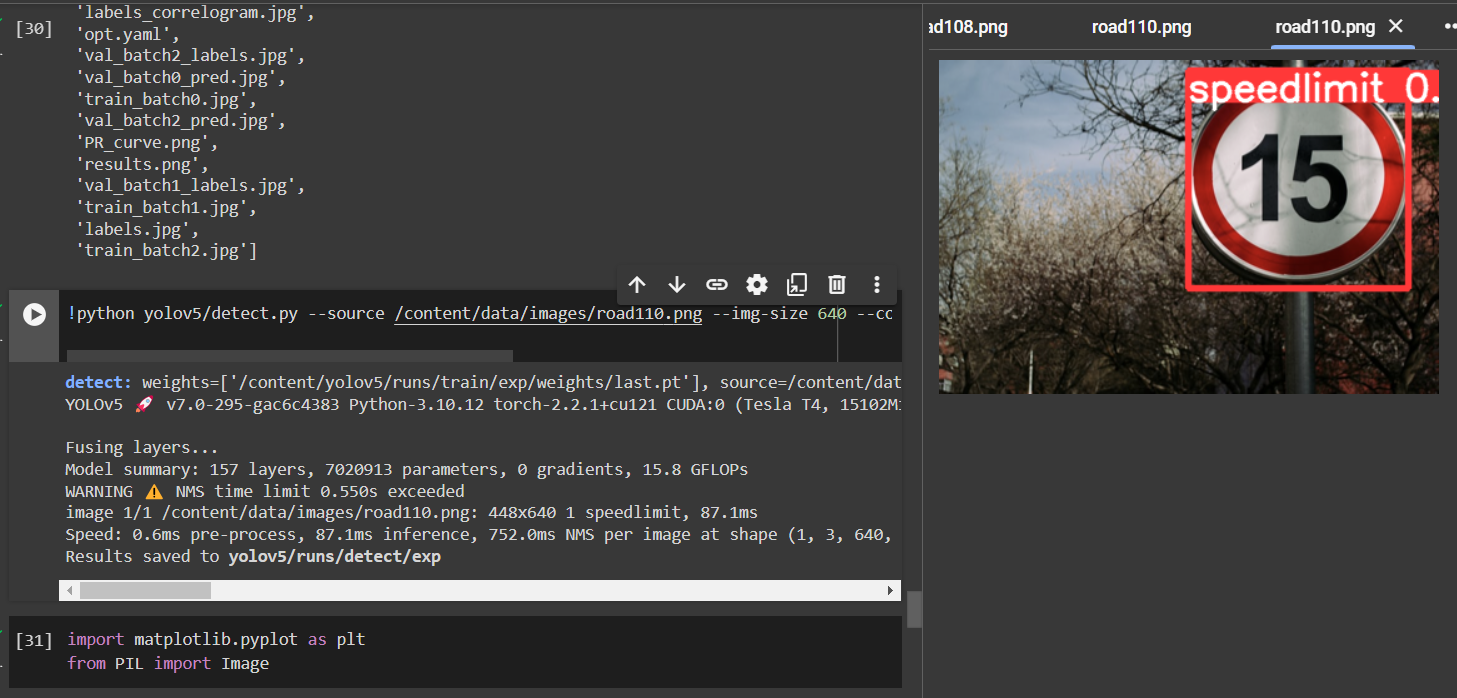 [30]
'labels_correlogram.jpg',
'opt.yaml',
'val_batch2_labels.jpg',
'val_batch0_pred.jpg',
'train_batch0.jpg',
'val_batch2_pred.jpg',
'PR_curve.png',
'results.png',
'val_batch1_labels.jpg',
'train_batch1.jpg',
'labels.jpg',
'train_batch2.jpg']
!python yolov5/detect.py --source /content/data/images/road110.png --img-size 640 --co
detect: weights=['/content/yolov5/runs/train/exp/weights/last.pt'], source=/content/dat
YOLOv5 🚀 v7.0-295-gac6c4383 Python-3.10.12 torch-2.2.1+cu121 CUDA:0 (Tesla T4, 15102Mi
Fusing layers...
Model summary: 157 layers, 7020913 parameters, 0 gradients, 15.8 GFLOPs
WARNING ⚠️ NMS time limit 0.550s exceeded
image 1/1 /content/data/images/road110.png: 448x640 1 speedlimit, 87.1ms
Speed: 0.6ms pre-process, 87.1ms inference, 752.0ms NMS per image at shape (1, 3, 640,
Results saved to yolov5/runs/detect/exp
[31] import matplotlib.pyplot as plt
from PIL import Image
ad108.png road110.png road110.png
speedlimit 0.
15